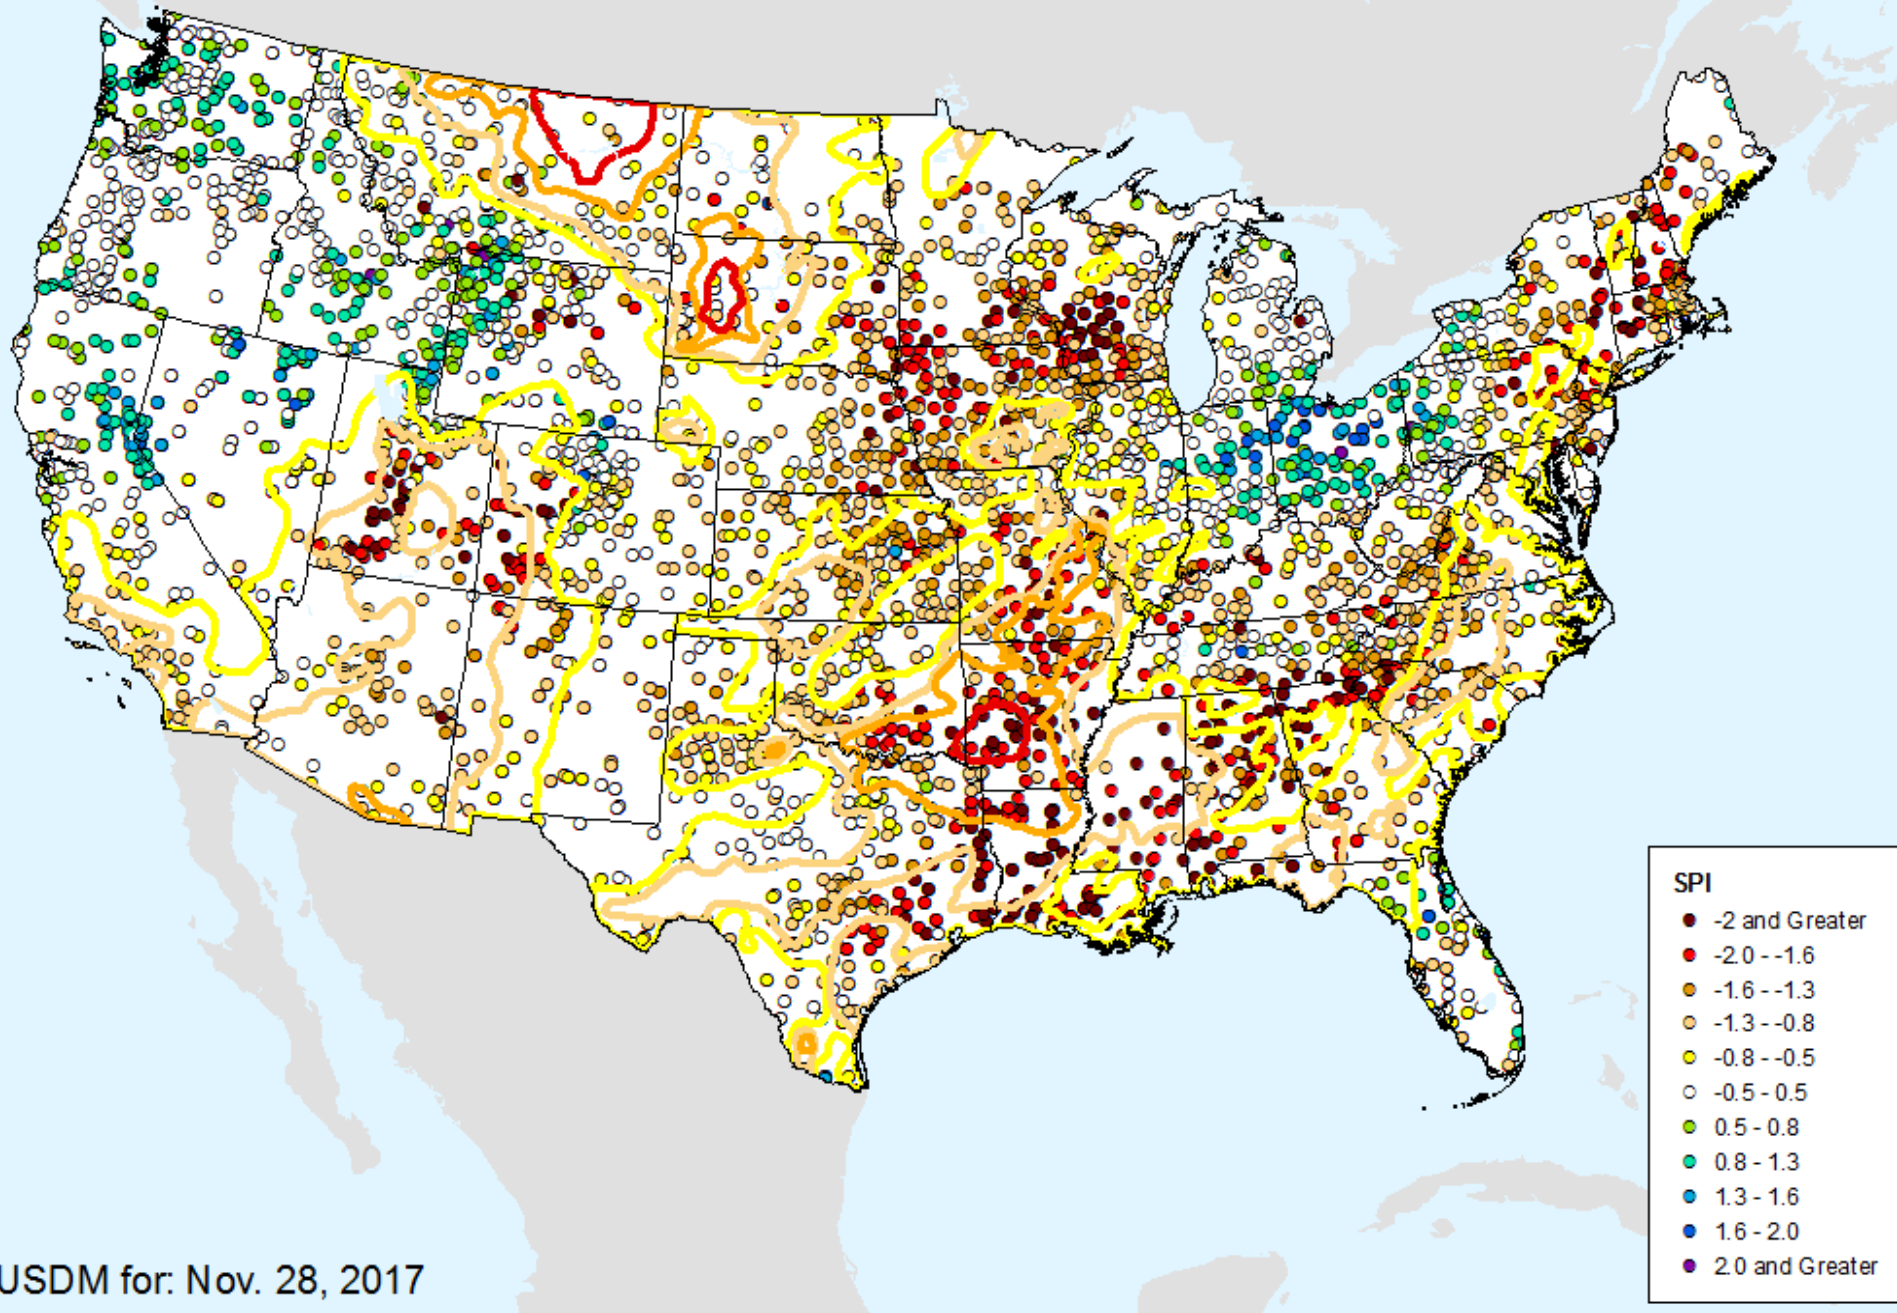 SPI
-2 and Greater
-2.0 - -1.6
-1.6 - -1.3
-1.3 - -0.8
-0.8 - -0.5
-0.5 - 0.5
0.5 - 0.8
0.8 - 1.3
1.3 - 1.6
1.6 - 2.0
2.0 and Greater
USDM for: Nov. 28, 2017